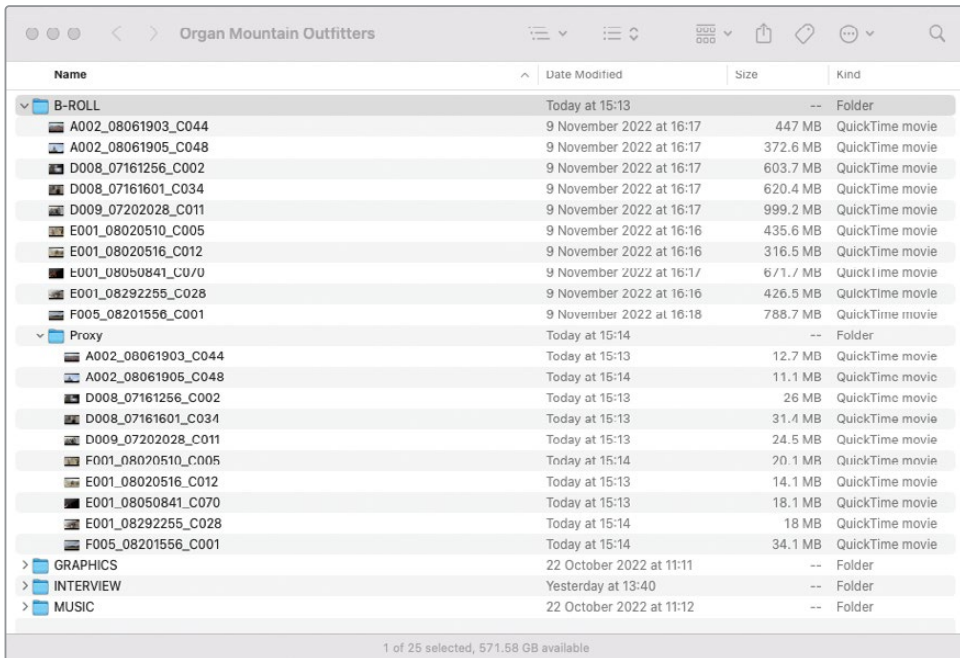 Organ Mountain Outfitters
Name Date Modified Size Kind
B-ROLL Today at 15:13 -- Folder
A002_08061903_C044 9 November 2022 at 16:17 447 MB QuickTime movie
A002_08061905_C048 9 November 2022 at 16:17 372.6 MB QuickTime movie
D008_07161256_C002 9 November 2022 at 16:17 603.7 MB QuickTime movie
D008_07161601_C034 9 November 2022 at 16:17 620.4 MB QuickTime movie
D009_07202028_C011 9 November 2022 at 16:17 999.2 MB QuickTime movie
E001_08020510_C005 9 November 2022 at 16:16 435.6 MB QuickTime movie
E001_08020516_C012 9 November 2022 at 16:16 316.5 MB QuickTime movie
E001_08050841_C070 9 November 2022 at 16:17 671.7 MB QuickTime movie
E001_08292255_C028 9 November 2022 at 16:16 426.5 MB QuickTime movie
F005_08201556_C001 9 November 2022 at 16:18 788.7 MB QuickTime movie
Proxy Today at 15:14 -- Folder
A002_08061903_C044 Today at 15:13 12.7 MB QuickTime movie
A002_08061905_C048 Today at 15:14 11.1 MB QuickTime movie
D008_07161256_C002 Today at 15:13 26 MB QuickTime movie
D008_07161601_C034 Today at 15:13 31.4 MB QuickTime movie
D009_07202028_C011 Today at 15:13 24.5 MB QuickTime movie
E001_08020510_C005 Today at 15:14 20.1 MB QuickTime movie
E001_08020516_C012 Today at 15:13 14.1 MB QuickTime movie
E001_08050841_C070 Today at 15:13 18.1 MB QuickTime movie
E001_08292255_C028 Today at 15:14 18 MB QuickTime movie
F005_08201556_C001 Today at 15:14 34.1 MB QuickTime movie
GRAPHICS 22 October 2022 at 11:11 -- Folder
INTERVIEW Yesterday at 13:40 -- Folder
MUSIC 22 October 2022 at 11:12 -- Folder
1 of 25 selected, 571.58 GB available